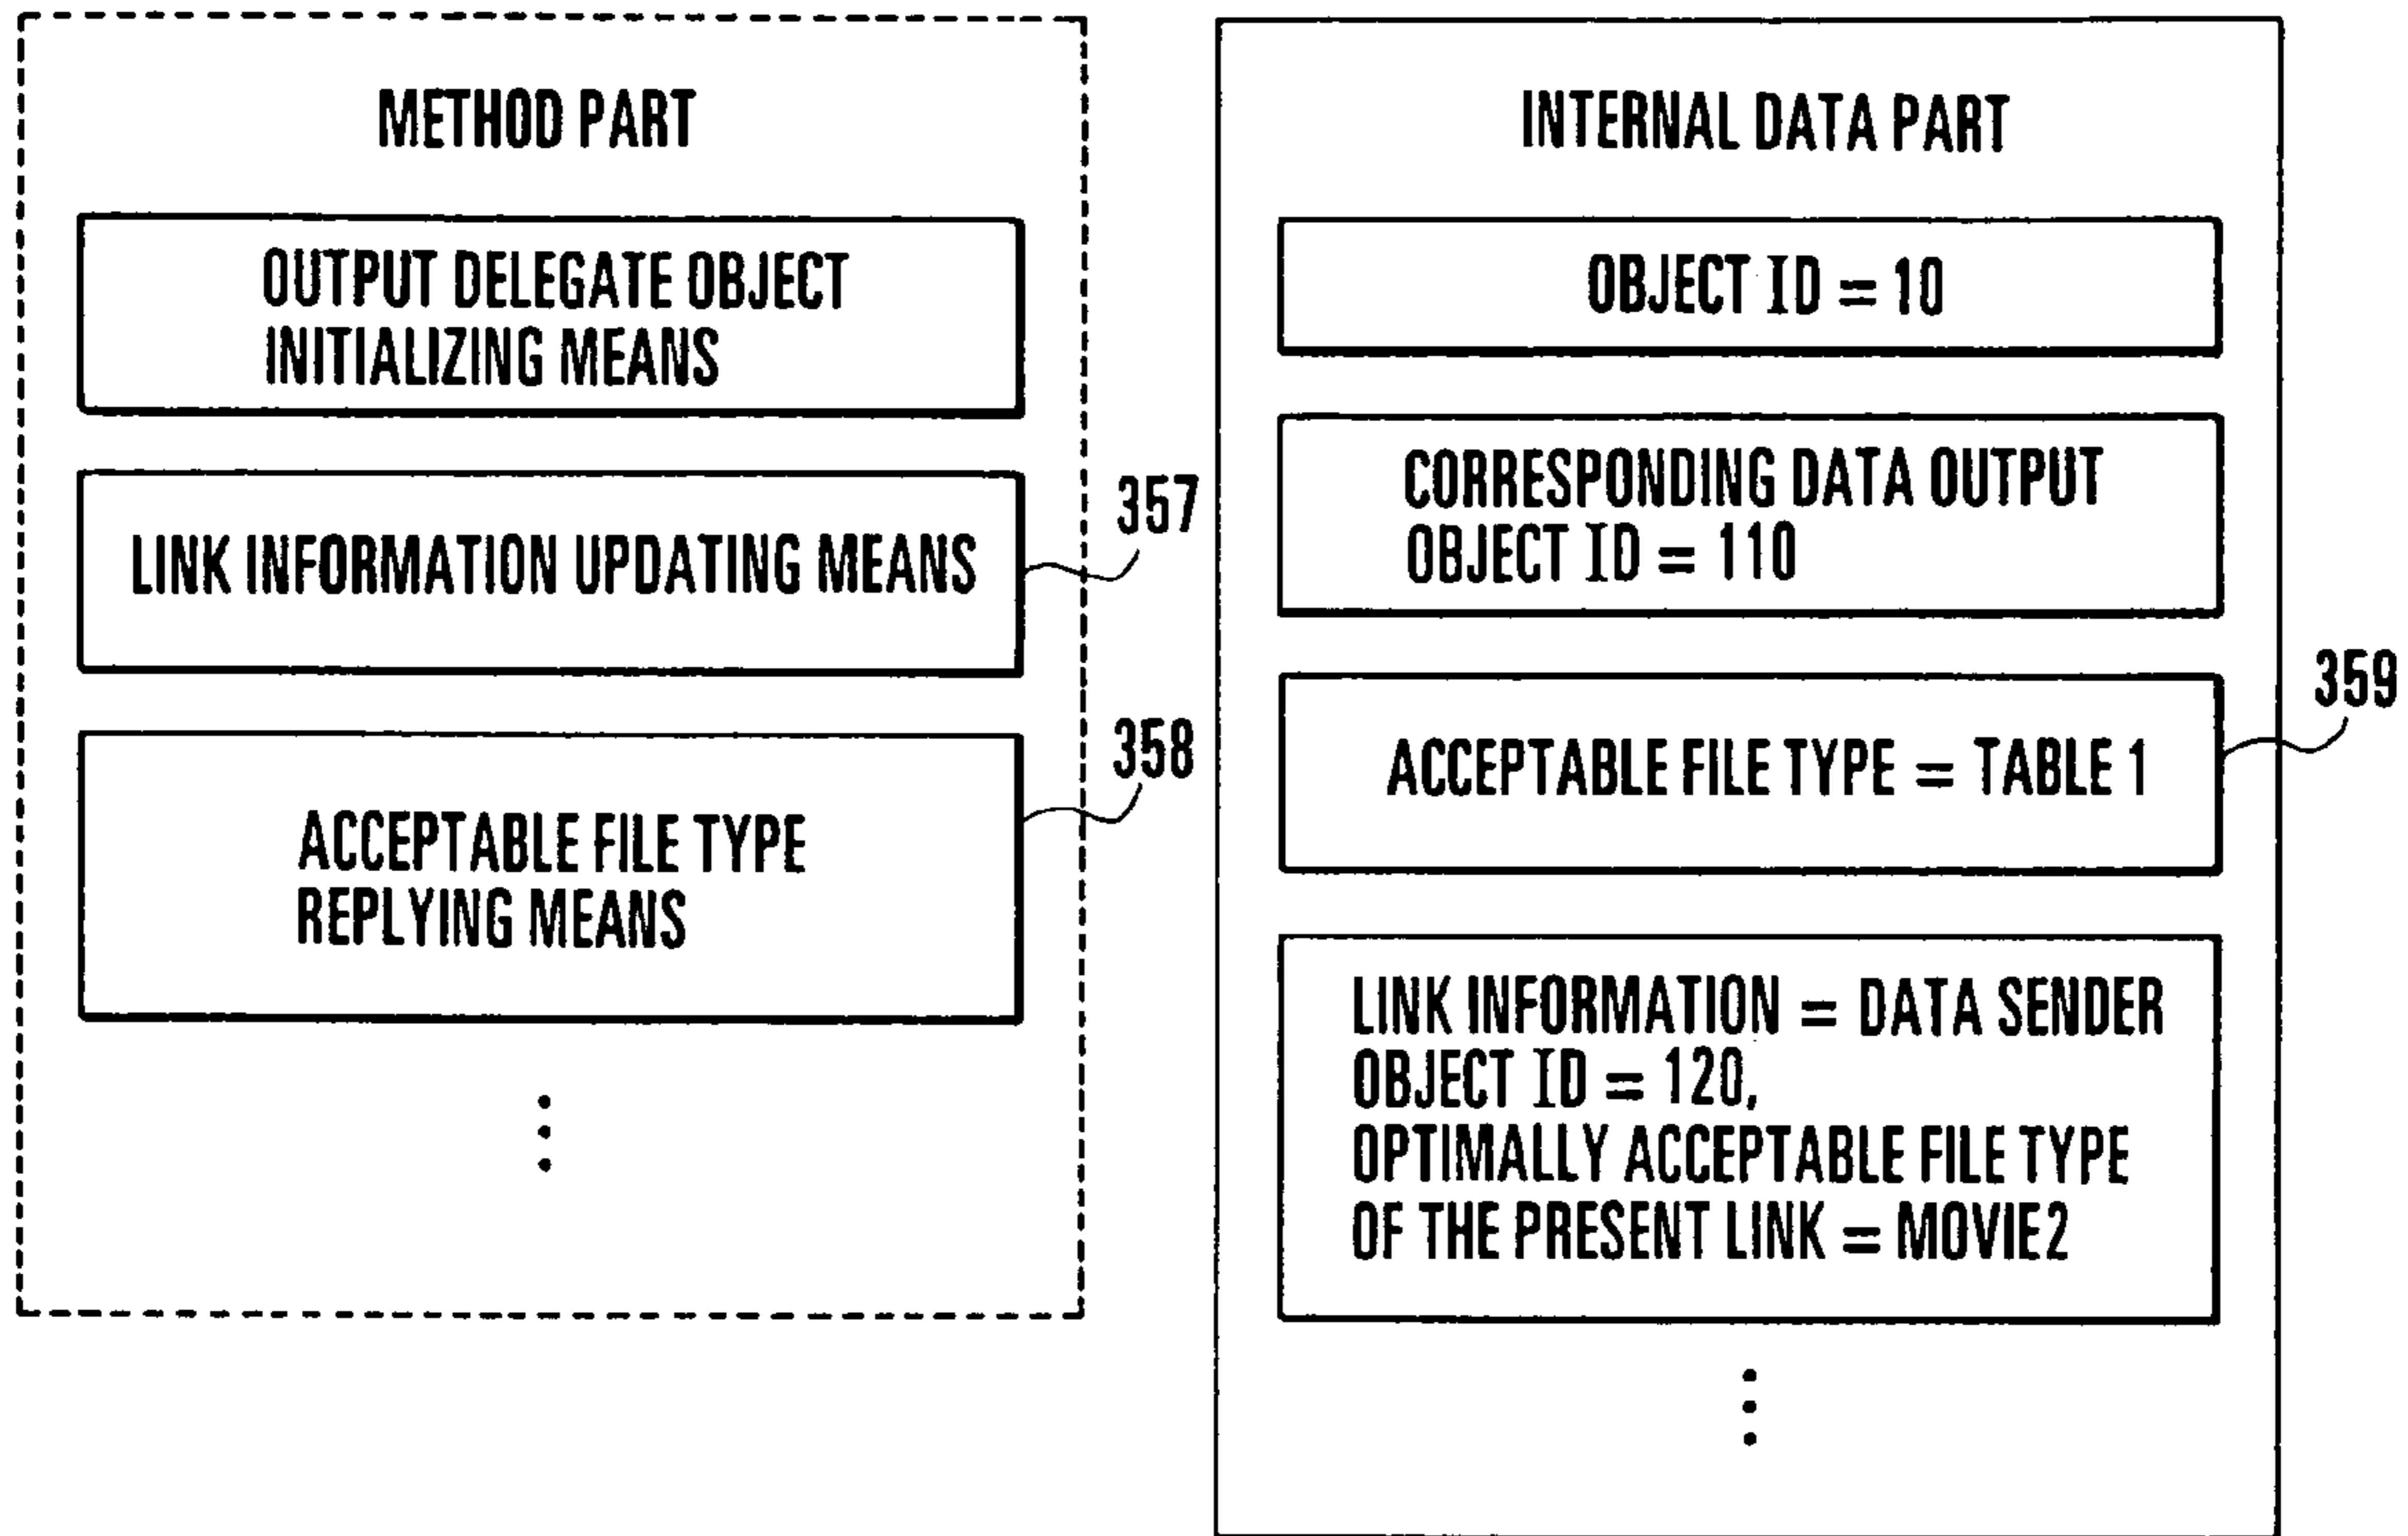 METHOD PART
OUTPUT DELEGATE OBJECT
INITIALIZING MEANS
LINK INFORMATION UPDATING MEANS
357
ACCEPTABLE FILE TYPE
REPLYING MEANS
358
INTERNAL DATA PART
OBJECT ID = 10
CORRESPONDING DATA OUTPUT
OBJECT ID = 110
ACCEPTABLE FILE TYPE = TABLE 1
359
LINK INFORMATION = DATA SENDER
OBJECT ID = 120,
OPTIMALLY ACCEPTABLE FILE TYPE
OF THE PRESENT LINK = MOVIE2